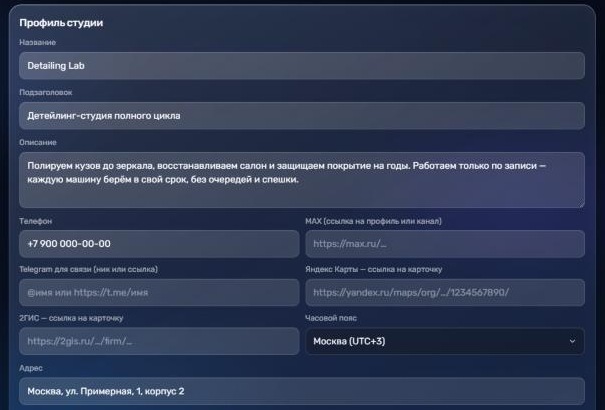 Профиль студии
Название
Detailing Lab
Подзаголовок
Детейлинг-студия полного цикла
Описание
Полируем кузов до зеркала, восстанавливаем салон и защищаем покрытие на годы. Работаем только по записи —
каждую машину берём в свой срок, без очередей и спешки.
Телефон
MAX (ссылка на профиль или канал)
+7 900 000-00-00
https://max.ru/…
Telegram для связи (ник или ссылка)
Яндекс Карты — ссылка на карточку
@имя или https://t.me/имя
https://yandex.ru/maps/org/…/1234567890/
2ГИС — ссылка на карточку
Часовой пояс
https://2gis.ru/…/firm/…
Москва (UTC+3)
Адрес
Москва, ул. Примерная, 1, корпус 2